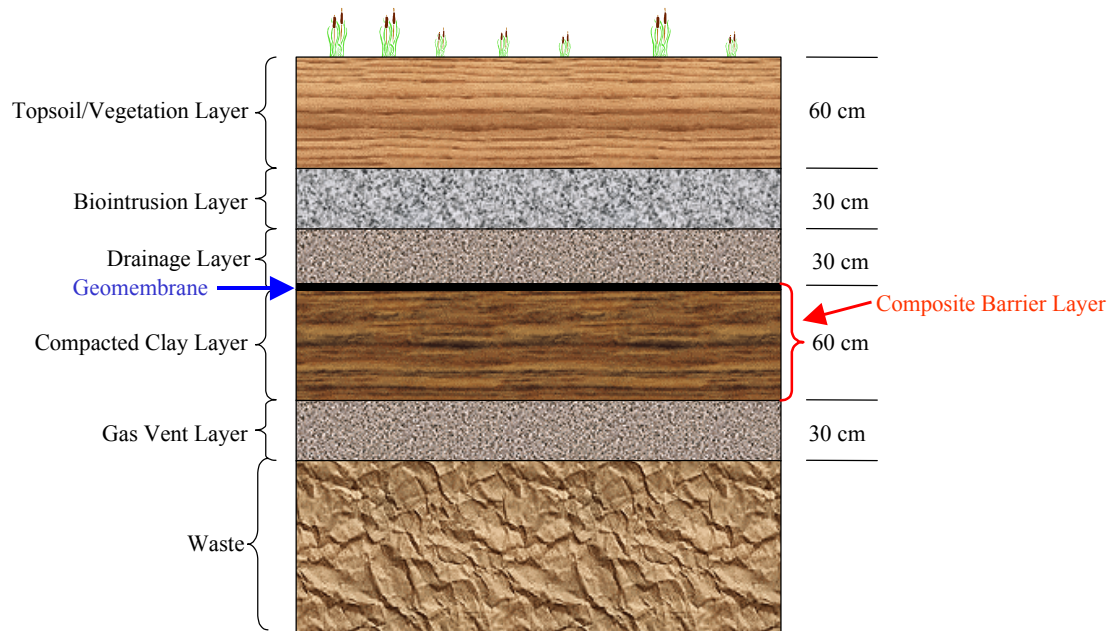 Topsoil/Vegetation Layer
60 cm
Biointrusion Layer
30 cm
Drainage Layer
30 cm
Geomembrane
Composite Barrier Layer
Compacted Clay Layer
60 cm
Gas Vent Layer
30 cm
Waste